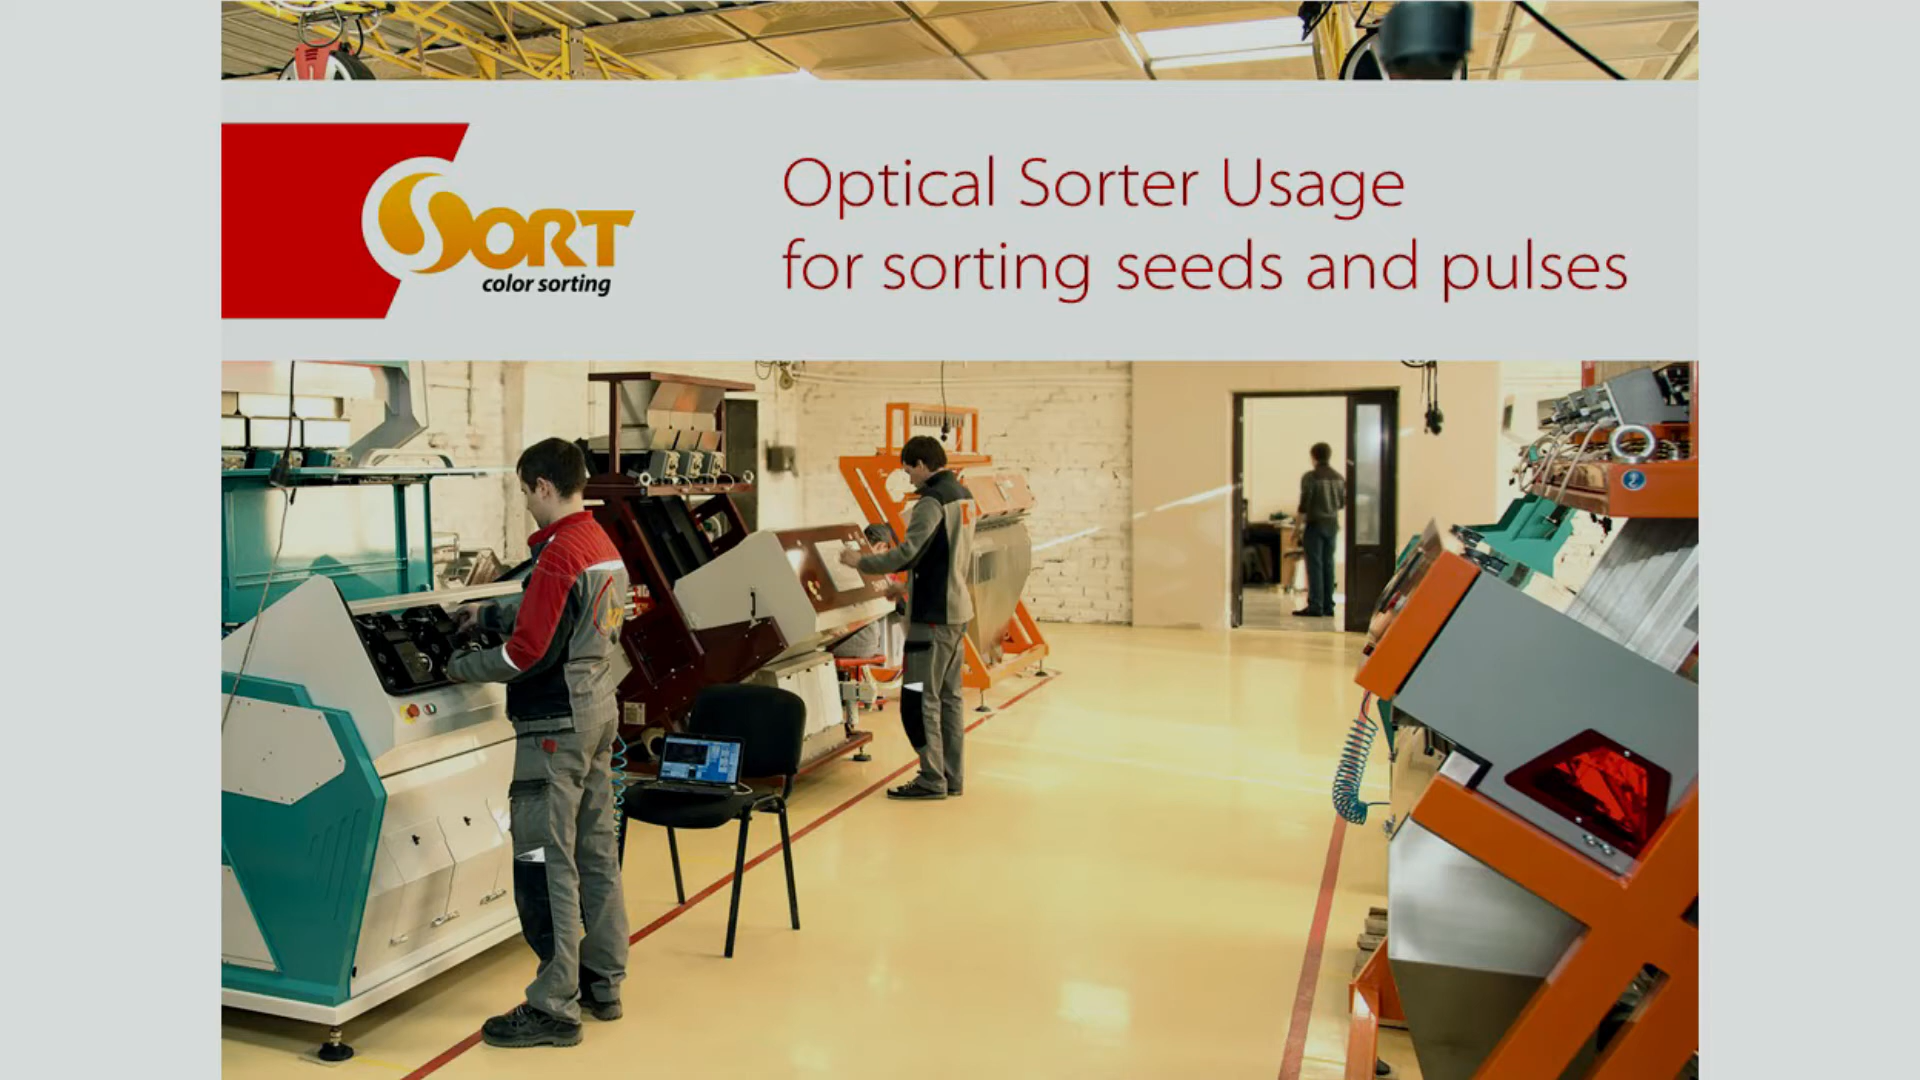 SORT
color sorting
Optical Sorter Usage
for sorting seeds and pulses